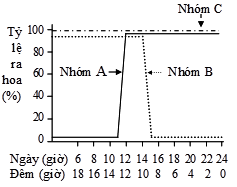 Nhóm C
Tỷ lệ ra hoa (%)
100
80
60
40
20
0
Nhóm A
Nhóm B
Ngày (giờ) 6 8 10 12 14 16 18 20 22 24
Đêm (giờ) 18 16 14 12 10 8 6 4 2 0